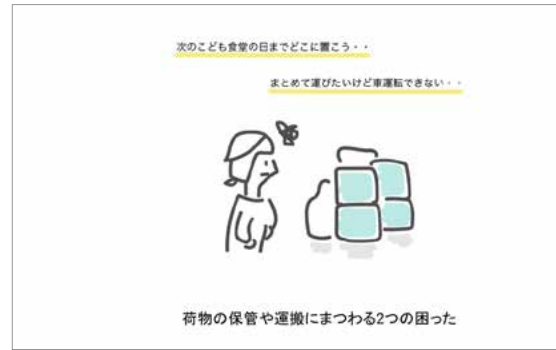 次のこども食堂の日までどこに置こう・・
まとめて運びたいけど車運転できない・・
荷物の保管や運搬にまつわる2つの困った